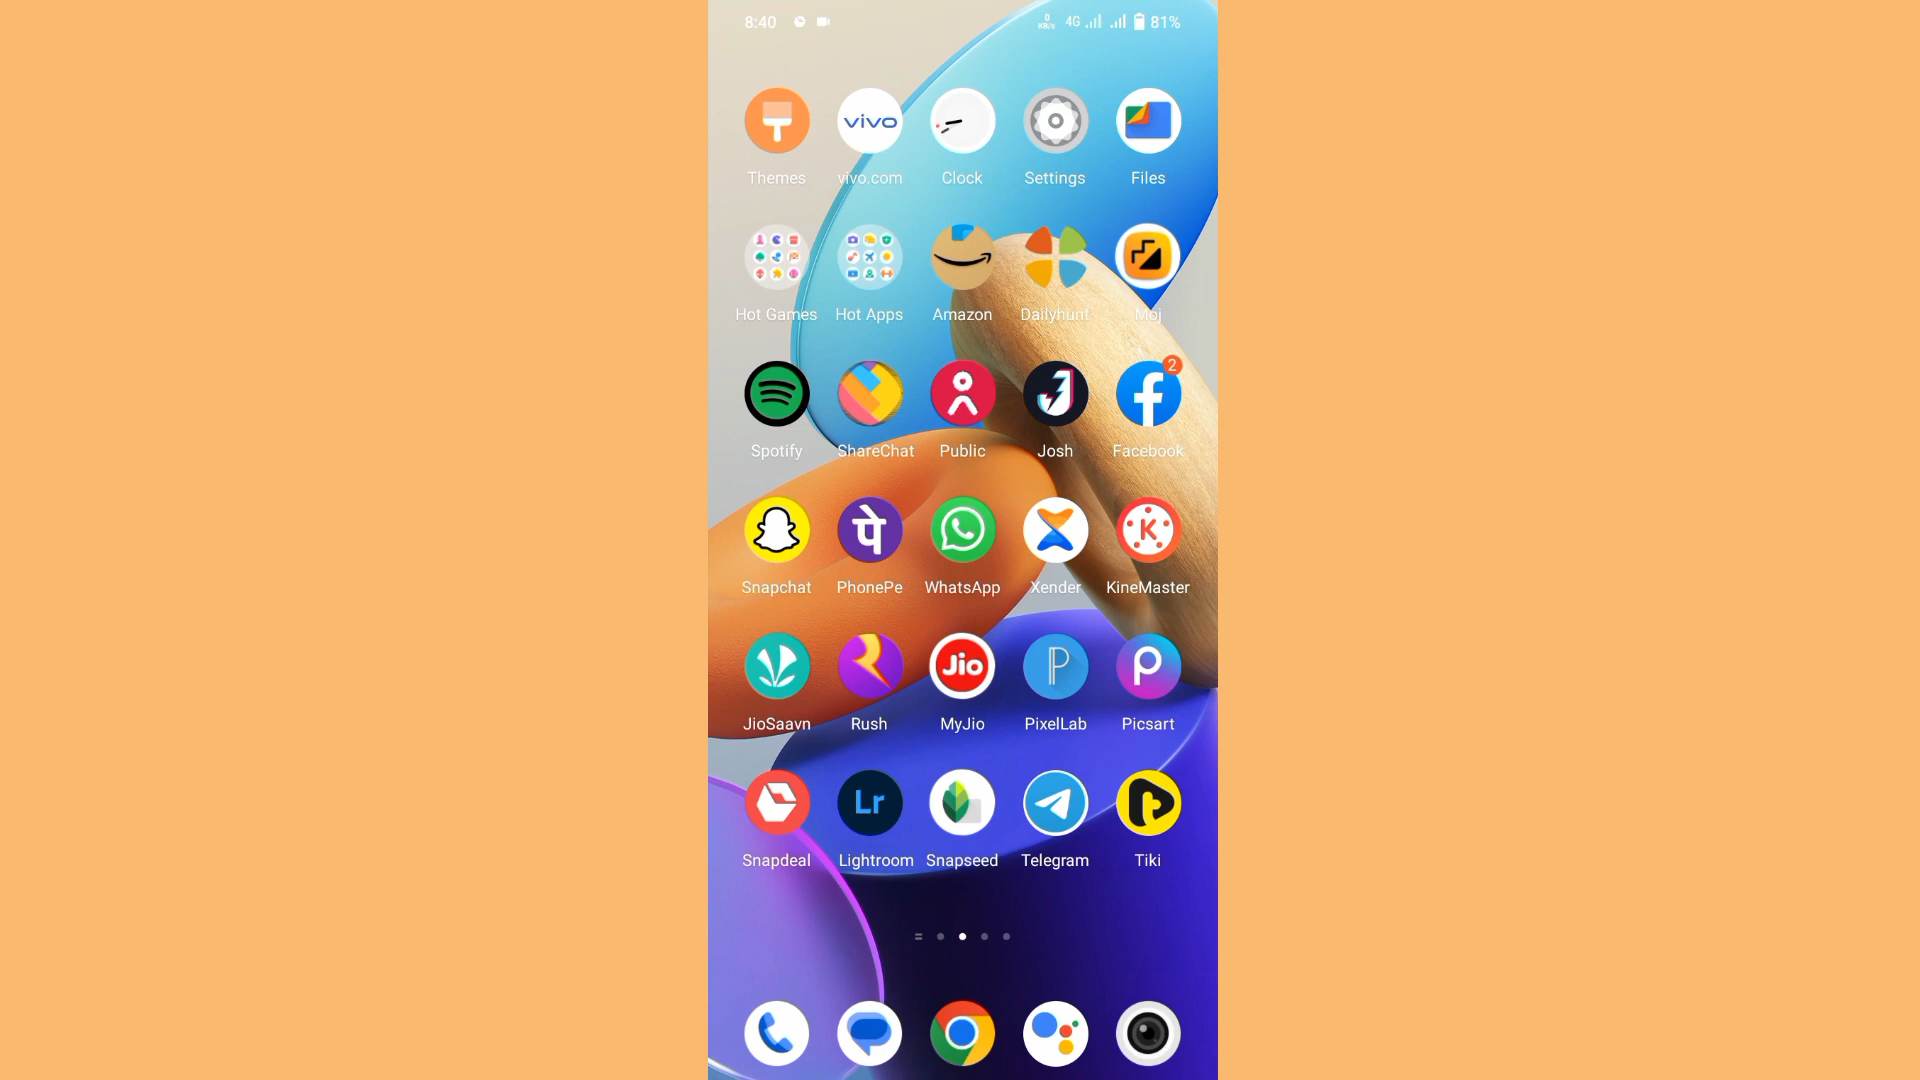 8:40 0 KB/s 4G 81%
vivo
Themes vivo.com Clock Settings Files
Hot Games Hot Apps Amazon Dailyhunt Moj
2
Spotify ShareChat Public Josh Facebook
पे K
Snapchat PhonePe WhatsApp Xender KineMaster
Jio P P
JioSaavn Rush MyJio PixelLab Picsart
Lr
Snapdeal Lightroom Snapseed Telegram Tiki